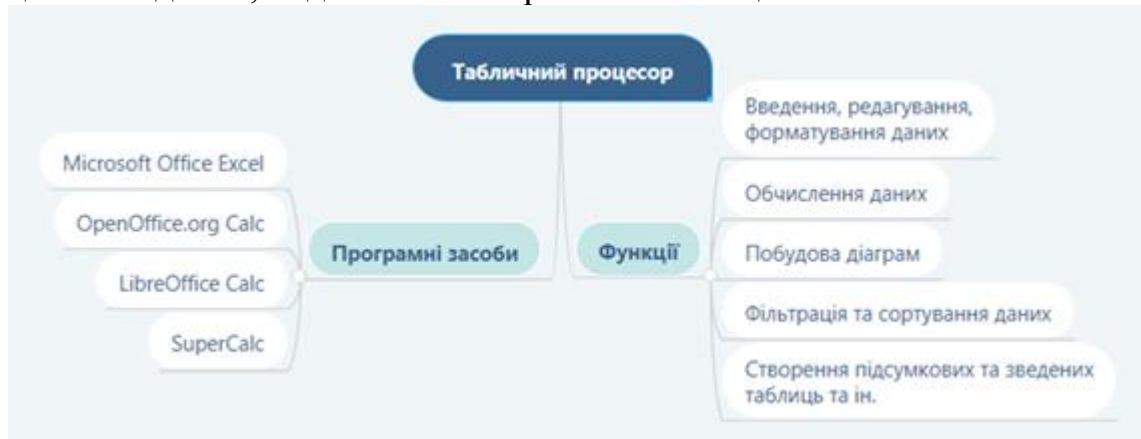 Табличний процесор
Microsoft Office Excel
OpenOffice.org Calc
LibreOffice Calc
SuperCalc
Програмні засоби
Функції
Введення, редагування,
форматування даних
Обчислення даних
Побудова діаграм
Фільтрація та сортування даних
Створення підсумкових та зведених
таблиць та ін.